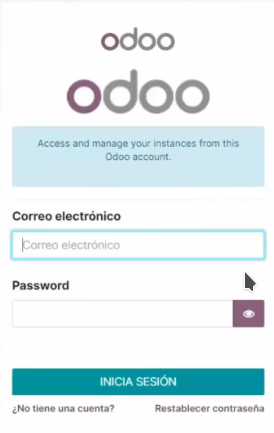 odoo
odoo
Access and manage your instances from this
Odoo account.
Correo electrónico
Correo electrónico
Password
INICIA SESIÓN
¿No tiene una cuenta? Restablecer contraseña